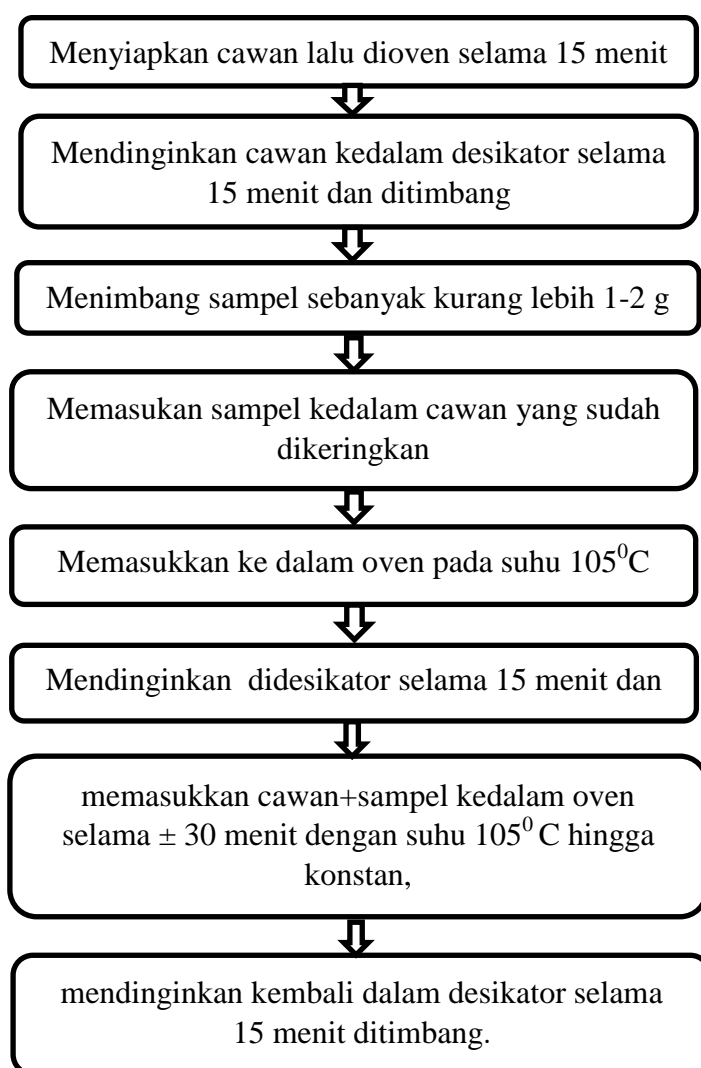 Menyiapkan cawan lalu dioven selama 15 menit
Mendinginkan cawan kedalam desikator selama
15 menit dan ditimbang
Menimbang sampel sebanyak kurang lebih 1-2 g
Memasukan sampel kedalam cawan yang sudah
dikeringkan
Memasukkan ke dalam oven pada suhu 105⁰C
Mendinginkan didesikator selama 15 menit dan
memasukkan cawan+sampel kedalam oven
selama ± 30 menit dengan suhu 105⁰ C hingga
konstan,
mendinginkan kembali dalam desikator selama
15 menit ditimbang.